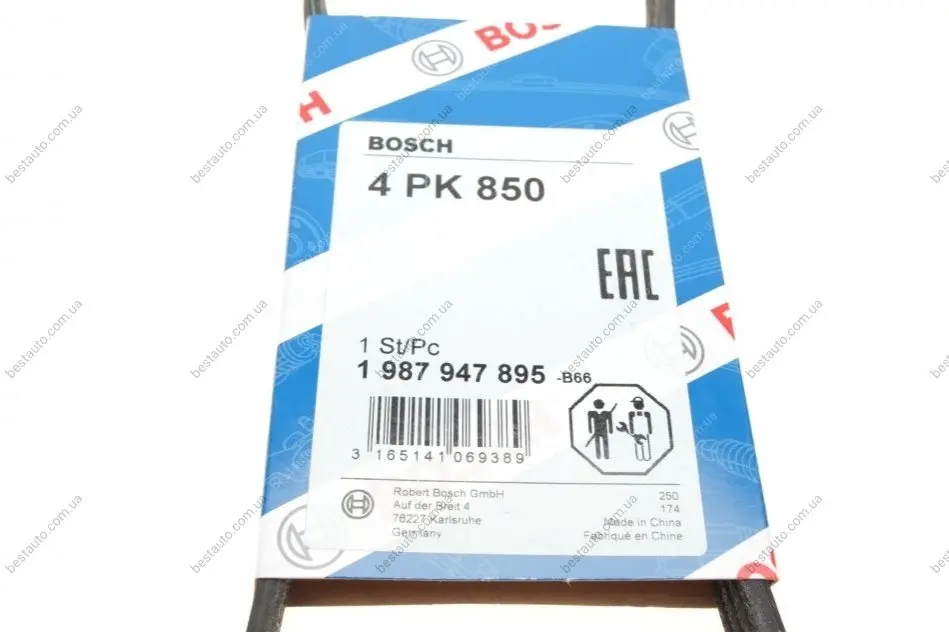 BOSCH
BOSCH
4 PK 850
EAC
1 St/Pc
1 987 947 895 -B66
3 165141 069389
Robert Bosch GmbH
Auf der Breit 4
76227 Karlsruhe
Germany
250
174
Made in China
Fabriqué en Chine
bestauto.com.ua